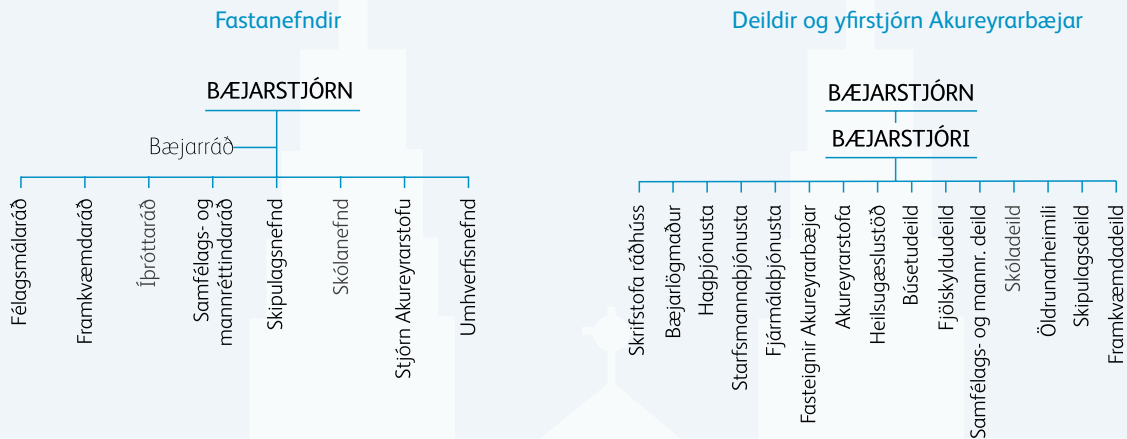 Fastanefndir
BÆJARSTJÓRN
Bæjarráð
Félagsmálaráð
Framkvæmdaráð
Íþróttaráð
Samfélags- og
mannréttindaráð
Skipulagsnefnd
Skólanefnd
Stjórn Akureyrarstofu
Umhverfisnefnd
Deildir og yfirstjórn Akureyrarbæjar
BÆJARSTJÓRN
BÆJARSTJÓRI
Skrifstofa ráðhúss
Bæjarlögmaður
Hagþjónusta
Starfsmannaþjónusta
Fjármálaþjónusta
Fasteignir Akureyrarbæjar
Akureyrarstofa
Heilsugæslustöð
Búsetudeild
Fjölskyldudeild
Samfélags- og mannr. deild
Skóladeild
Öldrunarheimili
Skipulagsdeild
Framkvæmdadeild